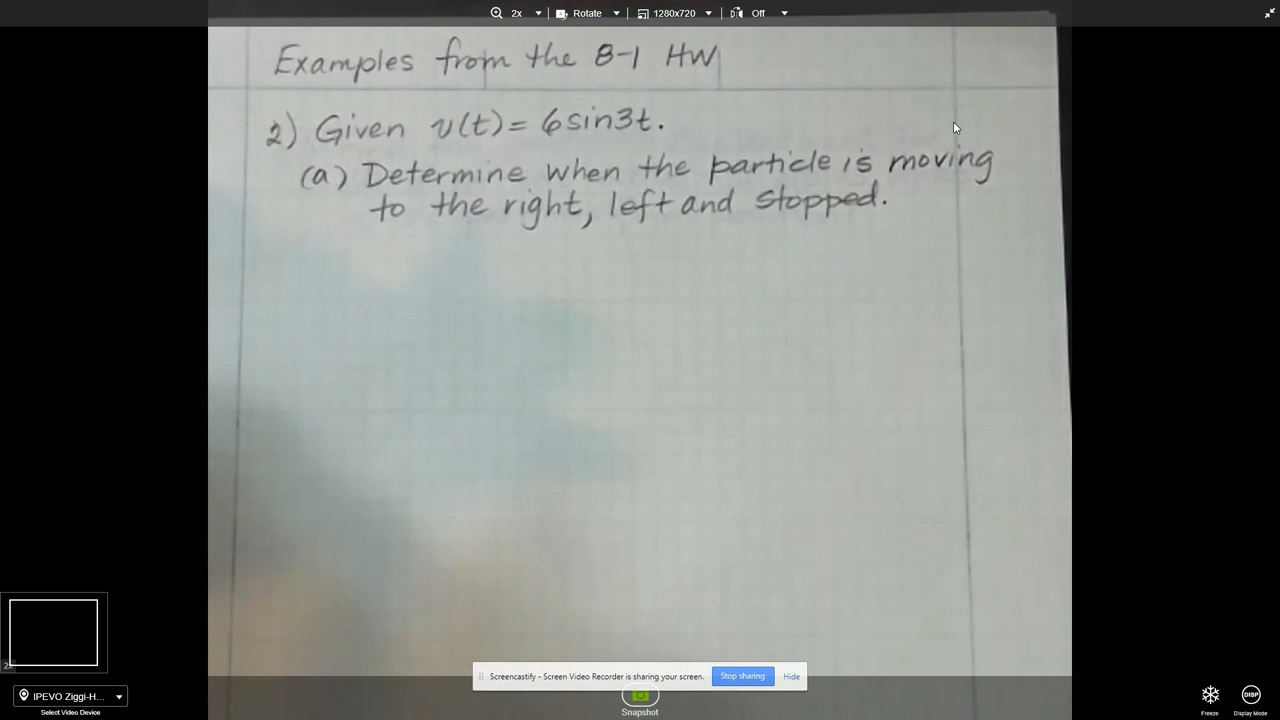 2x Rotate 1280x720 Off
Examples from the 8-1 HW
2) Given v(t) = 6sin3t.
(a) Determine when the particle is moving
to the right, left and stopped.
2x
Screencastify - Screen Video Recorder is sharing your screen. Stop sharing Hide
IPEVO Ziggi-H...
Select Video Device
Snapshot
Freeze
DISP
Display Mode